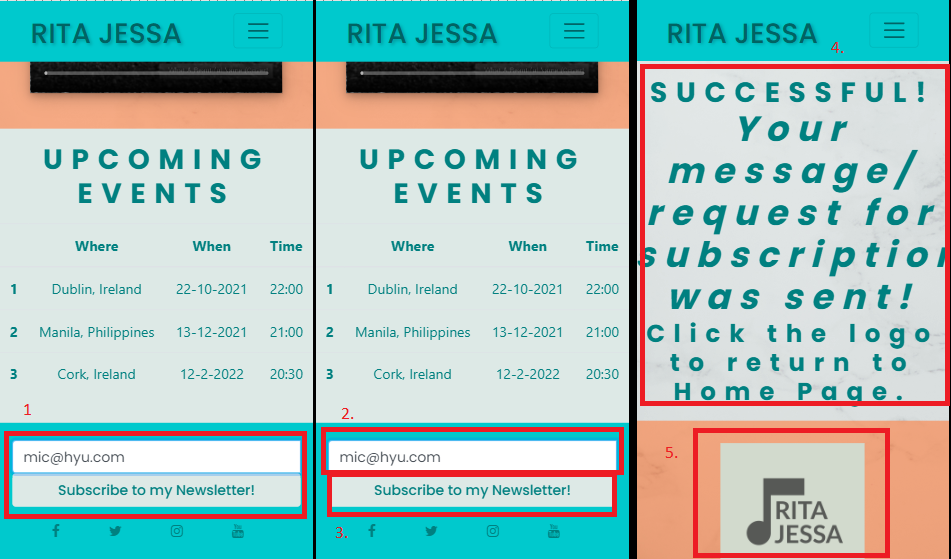 RITA JESSA
UPCOMING
EVENTS
Where When Time
1 Dublin, Ireland 22-10-2021 22:00
2 Manila, Philippines 13-12-2021 21:00
3 Cork, Ireland 12-2-2022 20:30
1
mic@hyu.com
Subscribe to my Newsletter!
RITA JESSA
UPCOMING
EVENTS
Where When Time
1 Dublin, Ireland 22-10-2021 22:00
2 Manila, Philippines 13-12-2021 21:00
3 Cork, Ireland 12-2-2022 20:30
2.
mic@hyu.com
Subscribe to my Newsletter!
3.
RITA JESSA
4.
SUCCESSFUL!
Your
message/
request for
subscription
was sent!
Click the logo
to return to
Home Page.
5.
RITA
JESSA